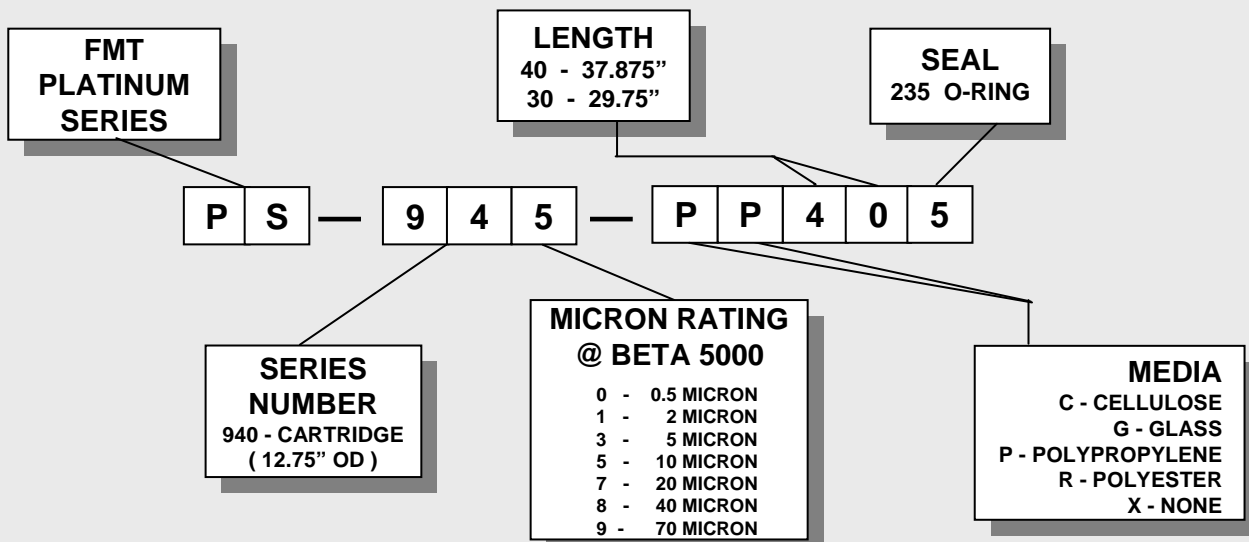 FMT
PLATINUM
SERIES
LENGTH
40 - 37.875”
30 - 29.75”
SEAL
235 O-RING
P S — 9 4 5 — P P 4 0 5
SERIES
NUMBER
940 - CARTRIDGE
( 12.75” OD )
MICRON RATING
@ BETA 5000
0 - 0.5 MICRON
1 - 2 MICRON
3 - 5 MICRON
5 - 10 MICRON
7 - 20 MICRON
8 - 40 MICRON
9 - 70 MICRON
MEDIA
C - CELLULOSE
G - GLASS
P - POLYPROPYLENE
R - POLYESTER
X - NONE